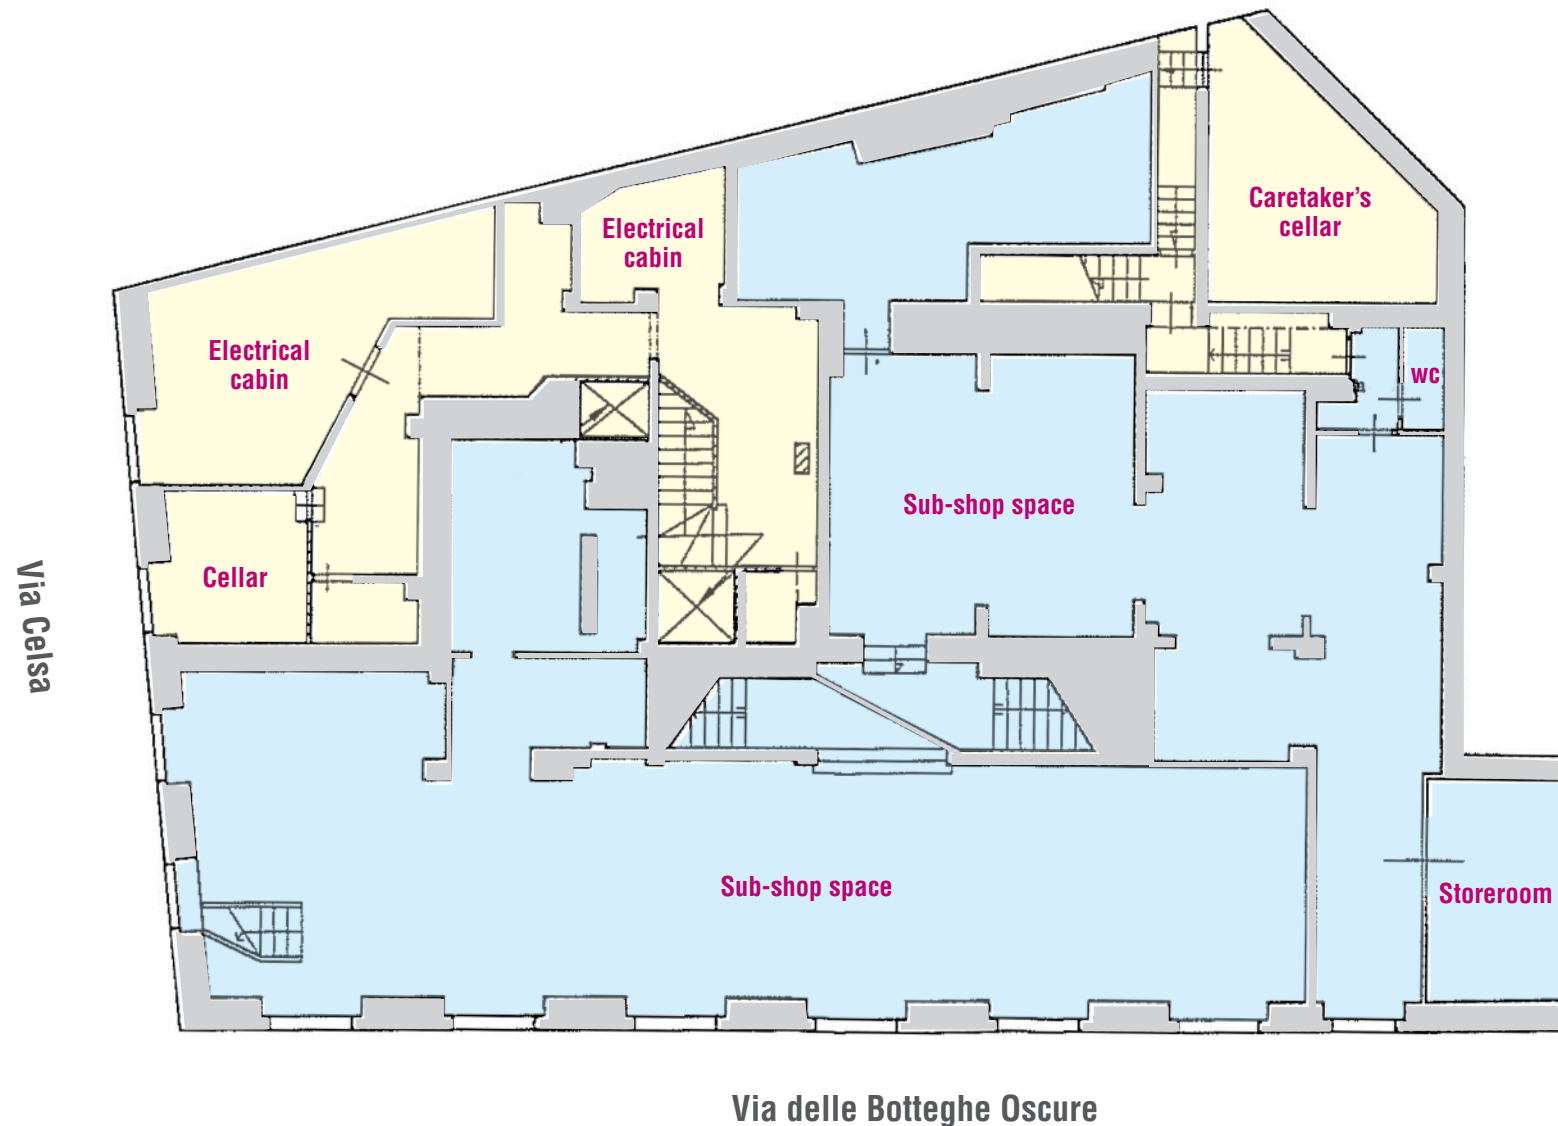 Caretaker's
cellar
Electrical
cabin
Electrical
cabin
wc
Sub-shop space
Cellar
Via Celsa
Sub-shop space
Storeroom
Via delle Botteghe Oscure